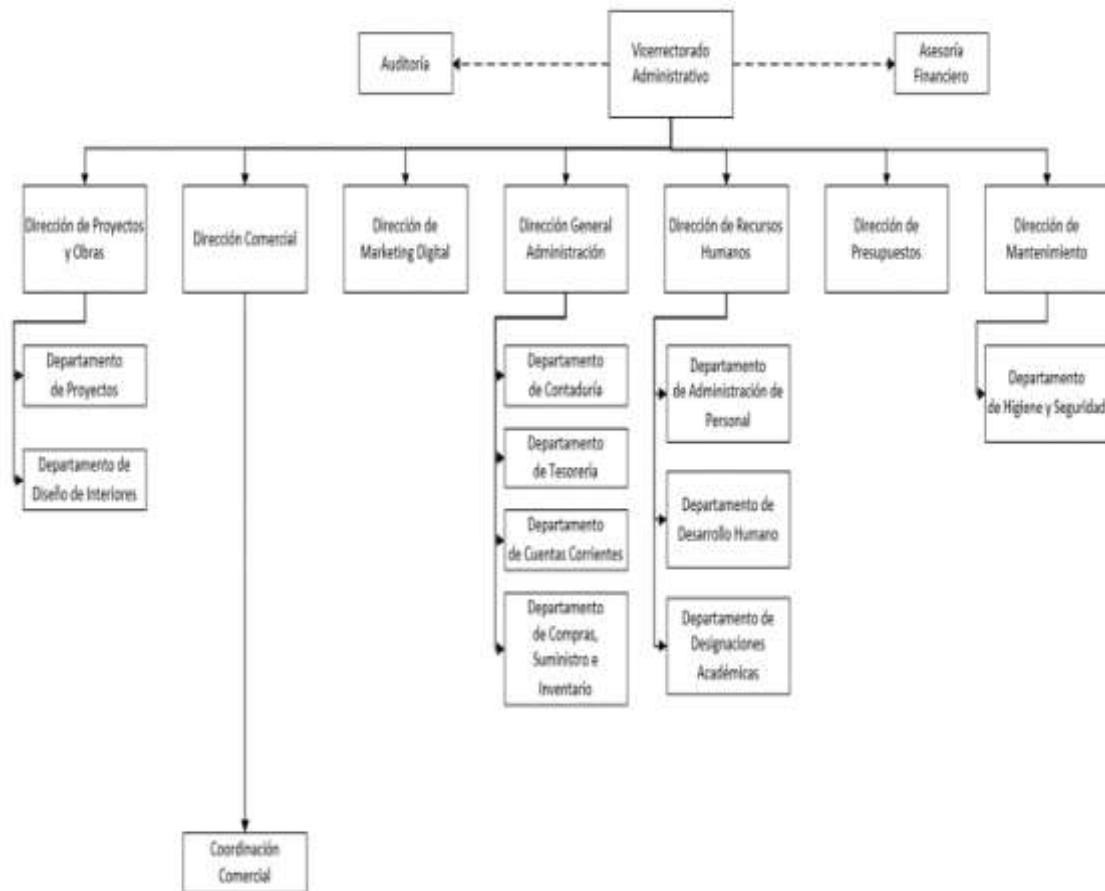 Auditoría
Vicerrectorado
Administrativo
Asesoría
Financiero
Dirección de Proyectos
y Obras
Dirección Comercial
Dirección de
Marketing Digital
Dirección General
Administración
Dirección de Recursos
Humanos
Dirección de
Presupuestos
Dirección de
Mantenimiento
Departamento
de Proyectos
Departamento de
Diseño de Interiores
Departamento
de Contaduría
Departamento
de Tesorería
Departamento
de Cuentas Corrientes
Departamento
de Compras,
Suministro e
Inventario
Departamento
de Administración de
Personal
Departamento de
Desarrollo Humano
Departamento de
Designaciones
Académicas
Departamento
de Higiene y Seguridad
Coordinación
Comercial